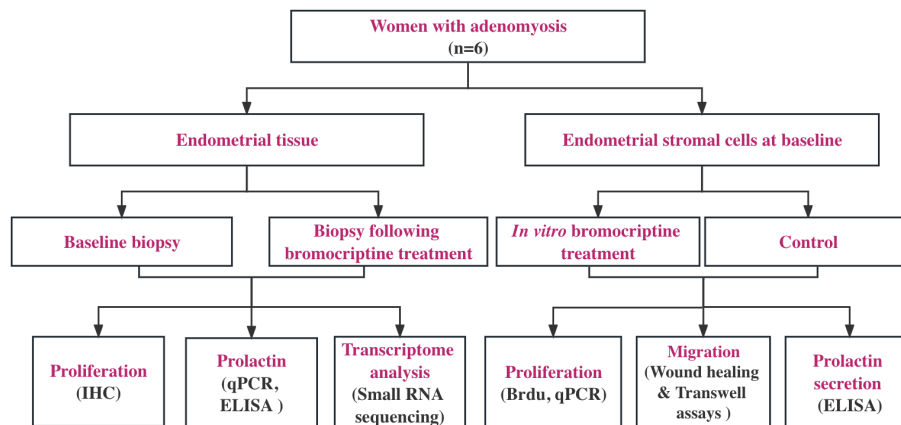 Women with adenomyosis
(n=6)
Endometrial tissue
Endometrial stromal cells at baseline
Baseline biopsy
Biopsy following
bromocriptine treatment
In vitro bromocriptine
treatment
Control
Proliferation
(IHC)
Prolactin
(qPCR,
ELISA )
Transcriptome
analysis
(Small RNA
sequencing)
Proliferation
(Brdu, qPCR)
Migration
(Wound healing
& Transwell
assays )
Prolactin
secretion
(ELISA)